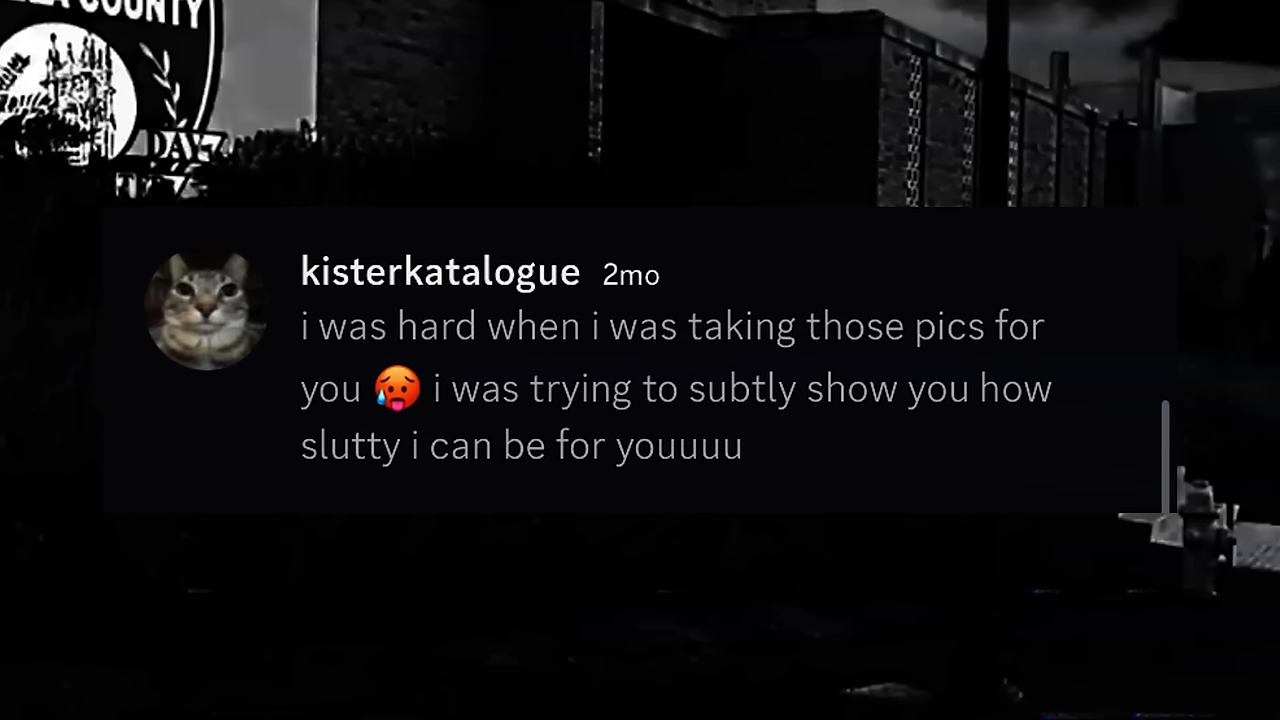 COUNTY
DAYZ
kisterkatalogue 2mo
i was hard when i was taking those pics for
you 🥵 i was trying to subtly show you how
slutty i can be for youuuu